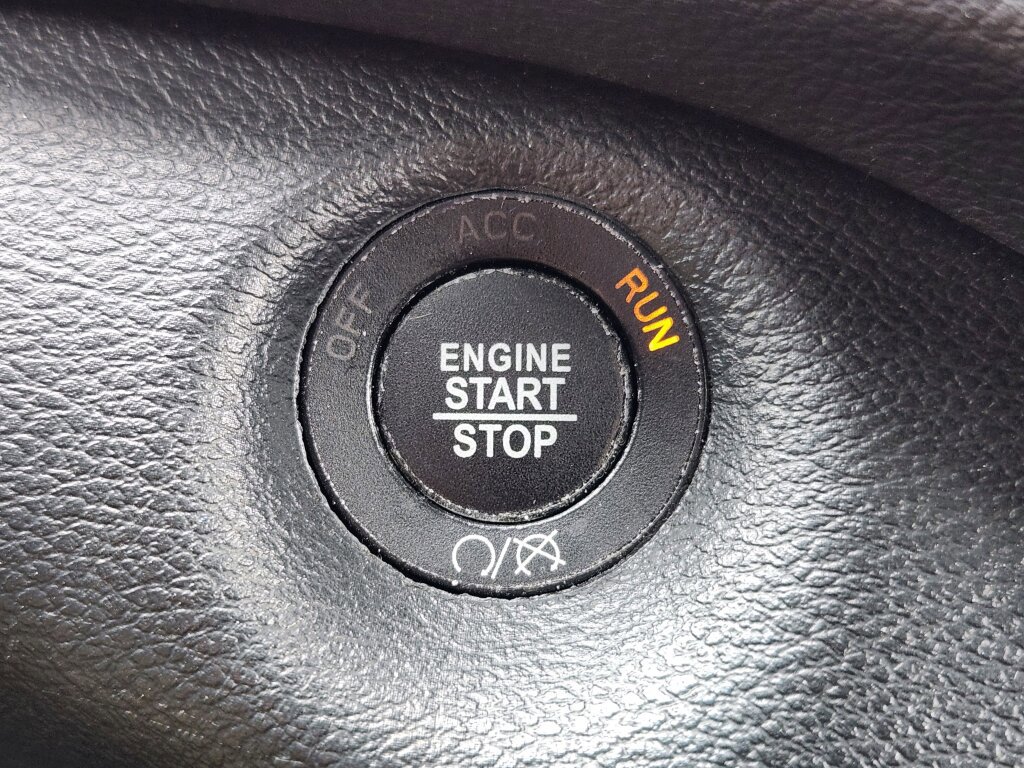 ACC
OFF
RUN
ENGINE
START
STOP